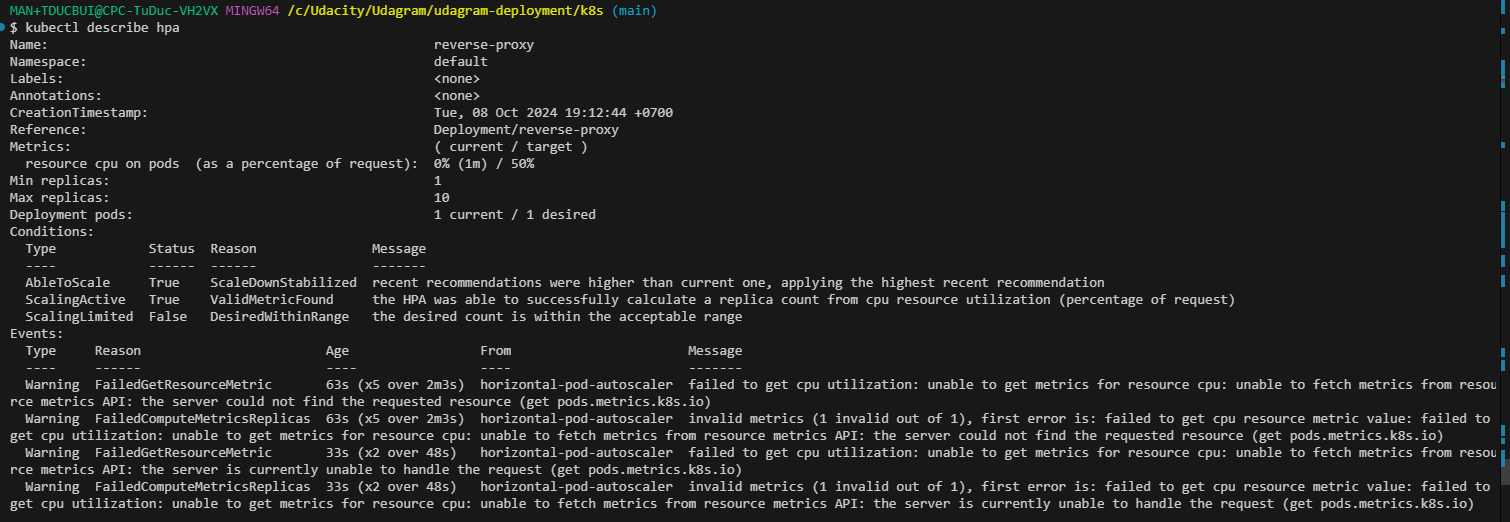 MAN+TDUCBUI@CPC-TuDuc-VH2VX MINGW64 /c/Udacity/Udagram/udagram-deployment/k8s (main)
$ kubectl describe hpa
Name:                                                  reverse-proxy
Namespace:                                             default
Labels:                                                <none>
Annotations:                                           <none>
CreationTimestamp:                                     Tue, 08 Oct 2024 19:12:44 +0700
Reference:                                             Deployment/reverse-proxy
Metrics:                                               ( current / target )
  resource cpu on pods  (as a percentage of request):  0% (1m) / 50%
Min replicas:                                          1
Max replicas:                                          10
Deployment pods:                                       1 current / 1 desired
Conditions:
  Type            Status  Reason              Message
  ----            ------  ------              -------
  AbleToScale     True    ScaleDownStabilized  recent recommendations were higher than current one, applying the highest recent recommendation
  ScalingActive   True    ValidMetricFound    the HPA was able to successfully calculate a replica count from cpu resource utilization (percentage of request)
  ScalingLimited  False   DesiredWithinRange  the desired count is within the acceptable range
Events:
  Type     Reason                        Age                 From                       Message
  ----     ------                        ----                ----                       -------
  Warning  FailedGetResourceMetric       63s (x5 over 2m3s)  horizontal-pod-autoscaler  failed to get cpu utilization: unable to get metrics for resource cpu: unable to fetch metrics from resou
rce metrics API: the server could not find the requested resource (get pods.metrics.k8s.io)
  Warning  FailedComputeMetricsReplicas  63s (x5 over 2m3s)  horizontal-pod-autoscaler  invalid metrics (1 invalid out of 1), first error is: failed to get cpu resource metric value: failed to
get cpu utilization: unable to get metrics for resource cpu: unable to fetch metrics from resource metrics API: the server could not find the requested resource (get pods.metrics.k8s.io)
  Warning  FailedGetResourceMetric       33s (x2 over 48s)   horizontal-pod-autoscaler  failed to get cpu utilization: unable to get metrics for resource cpu: unable to fetch metrics from resou
rce metrics API: the server is currently unable to handle the request (get pods.metrics.k8s.io)
  Warning  FailedComputeMetricsReplicas  33s (x2 over 48s)   horizontal-pod-autoscaler  invalid metrics (1 invalid out of 1), first error is: failed to get cpu resource metric value: failed to
get cpu utilization: unable to get metrics for resource cpu: unable to fetch metrics from resource metrics API: the server is currently unable to handle the request (get pods.metrics.k8s.io)